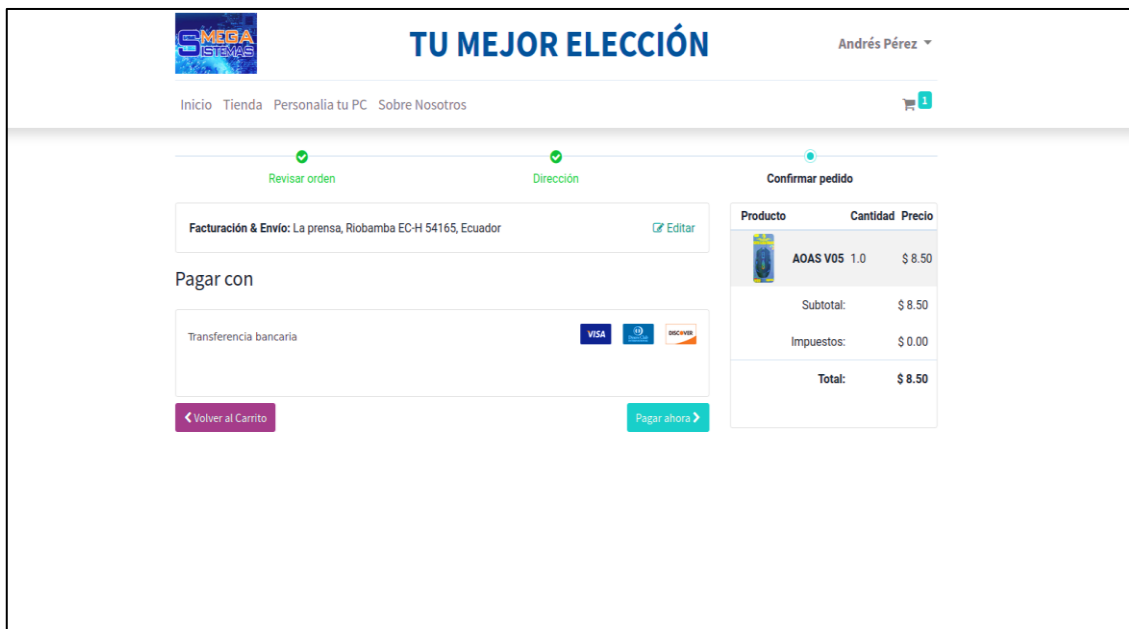 MEGA
SISTEMAS
TU MEJOR ELECCIÓN
Andrés Pérez
Inicio Tienda Personalia tu PC Sobre Nosotros
1
Revisar orden Dirección Confirmar pedido
Facturación & Envío: La prensa, Riobamba EC-H 54165, Ecuador Editar
Pagar con
Transferencia bancaria VISA DISCOVER
Volver al Carrito Pagar ahora
Producto Cantidad Precio
AOAS V05 1.0 $ 8.50
Subtotal: $ 8.50
Impuestos: $ 0.00
Total: $ 8.50